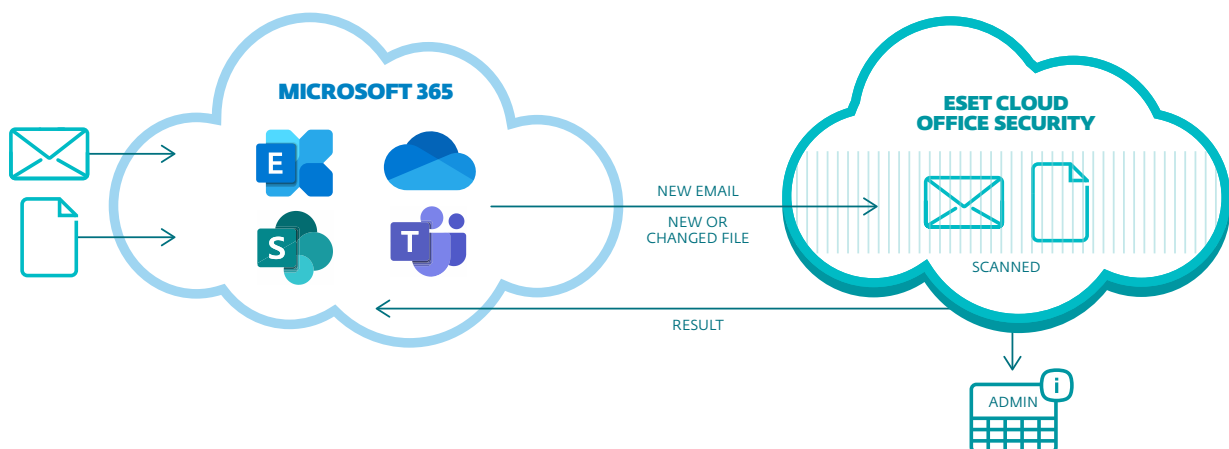 MICROSOFT 365
E
S
T
NEW EMAIL
NEW OR
CHANGED FILE
RESULT
ESET CLOUD
OFFICE SECURITY
SCANNED
ADMIN
i